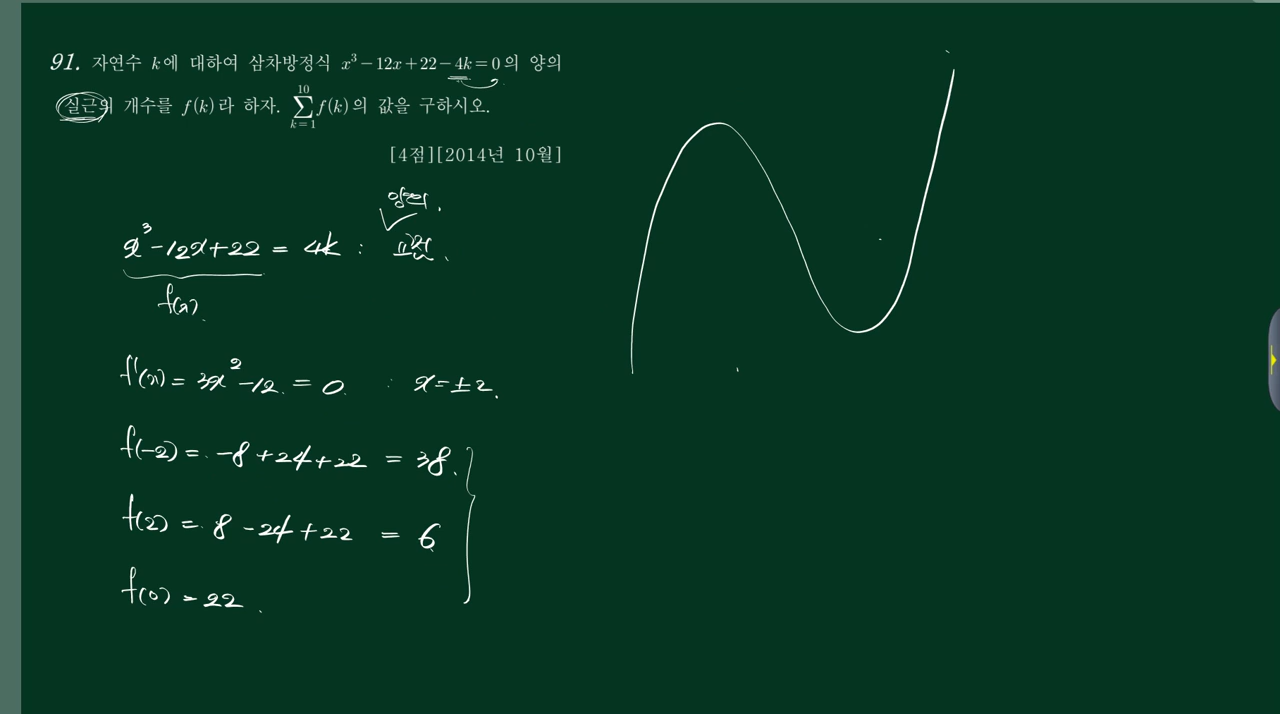 91. 자연수 k에 대하여 삼차방정식 x³-12x+22-4k=0의 양의
실근의 개수를 f(k)라 하자. \sum_{k=1}^{10} f(k)의 값을 구하시오.
[4점][2014년 10월]
양의.
x³-12x+22 = 4k : 교점.
f(x).
f'(x) = 3x²-12 = 0 : x=±2.
f(-2) = -8+24+22 = 38.
f(2) = 8-24+22 = 6
f(0) = 22.